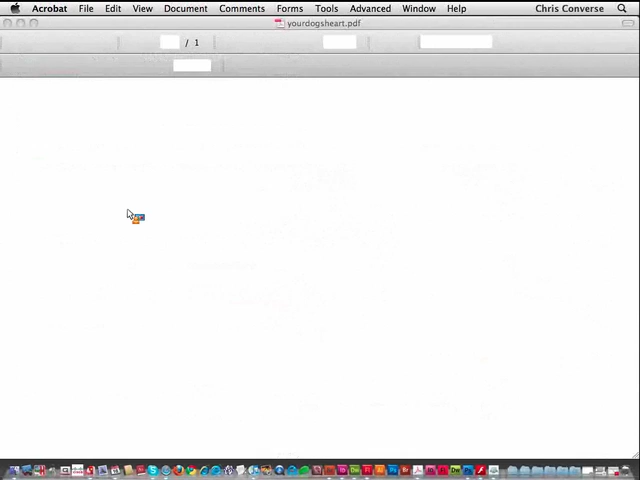 Acrobat File Edit View Document Comments Forms Tools Advanced Window Help Chris Converse
yourdogsheart.pdf
/ 1